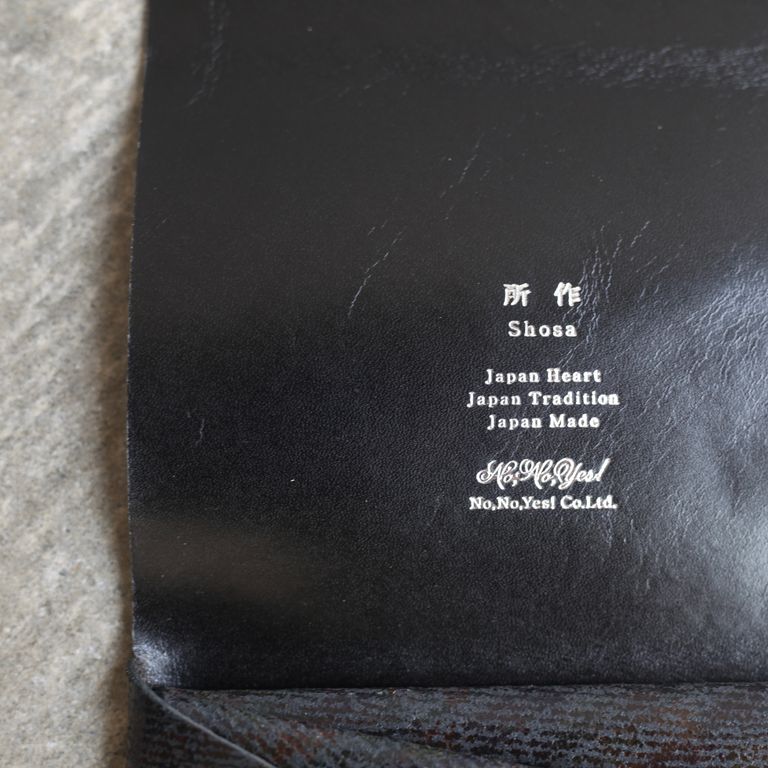 所作
Shosa
Japan Heart
Japan Tradition
Japan Made
No,No,Yes!
No,No,Yes! Co.Ltd.